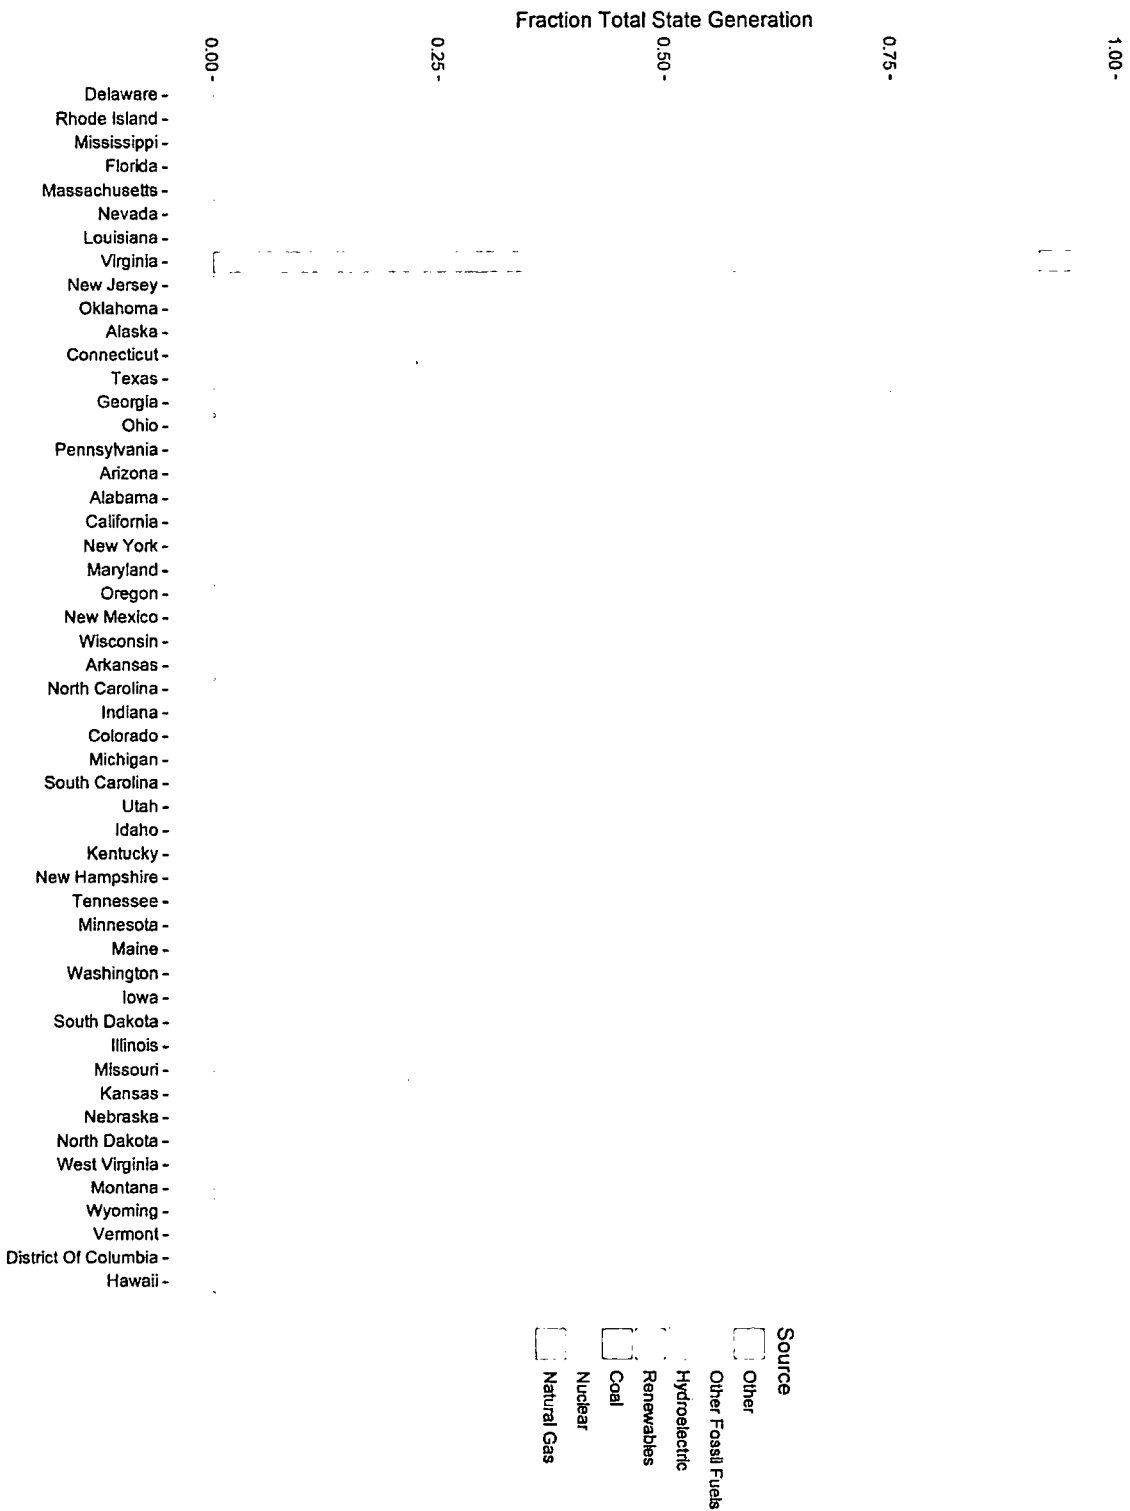 Fraction Total State Generation
0.00
0.25
0.50
0.75
1.00
Delaware
Rhode Island
Mississippi
Florida
Massachusetts
Nevada
Louisiana
Virginia
New Jersey
Oklahoma
Alaska
Connecticut
Texas
Georgia
Ohio
Pennsylvania
Arizona
Alabama
California
New York
Maryland
Oregon
New Mexico
Wisconsin
Arkansas
North Carolina
Indiana
Colorado
Michigan
South Carolina
Utah
Idaho
Kentucky
New Hampshire
Tennessee
Minnesota
Maine
Washington
Iowa
South Dakota
Illinois
Missouri
Kansas
Nebraska
North Dakota
West Virginia
Montana
Wyoming
Vermont
District Of Columbia
Hawaii
Source
Other
Other Fossil Fuels
Hydroelectric
Renewables
Coal
Nuclear
Natural Gas